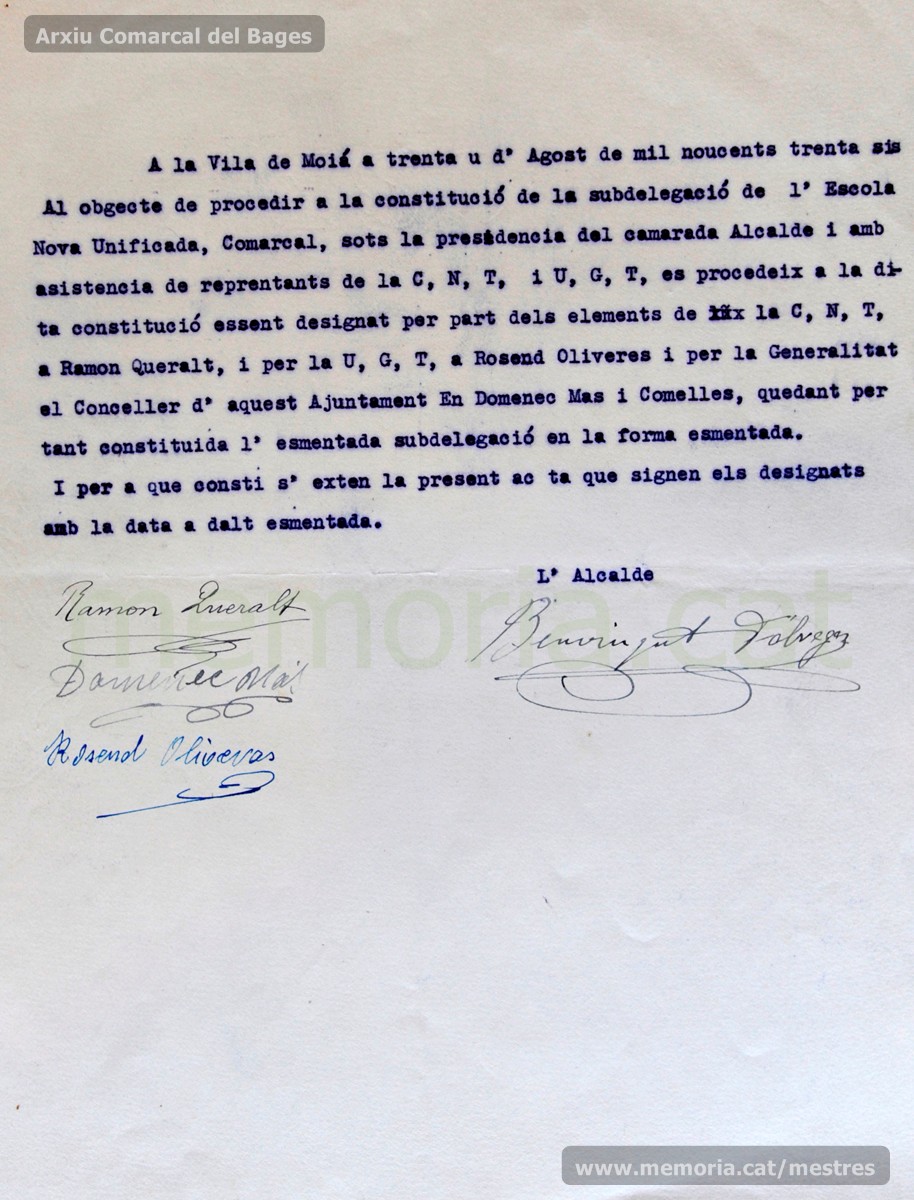 Arxiu Comarcal del Bages
A la Vila de Moiá a trenta u d' Agost de mil noucents trenta sis
Al obgecte de procedir a la constitució de la subdelegació de l' Escola
Nova Unificada, Comarcal, sots la presidencia del camarada Alcalde i amb
asistencia de reprentants de la C, N, T, i U, G, T, es procedeix a la di-
ta constitució essent designat per part dels elements de la C, N, T,
a Ramon Queralt, i per la U, G, T, a Rosend Oliveres i per la Generalitat
el Conceller d' aquest Ajuntament En Domenec Mas i Comelles, quedant per
tant constituida l' esmentada subdelegació en la forma esmentada.
I per a que consti s' exten la present ac ta que signen els designats
amb la data a dalt esmentada.
L' Alcalde
Ramon Queralt
Benvingut
Domenec Mas
Rosend Oliveras
memoria.cat
www.memoria.cat/mestres